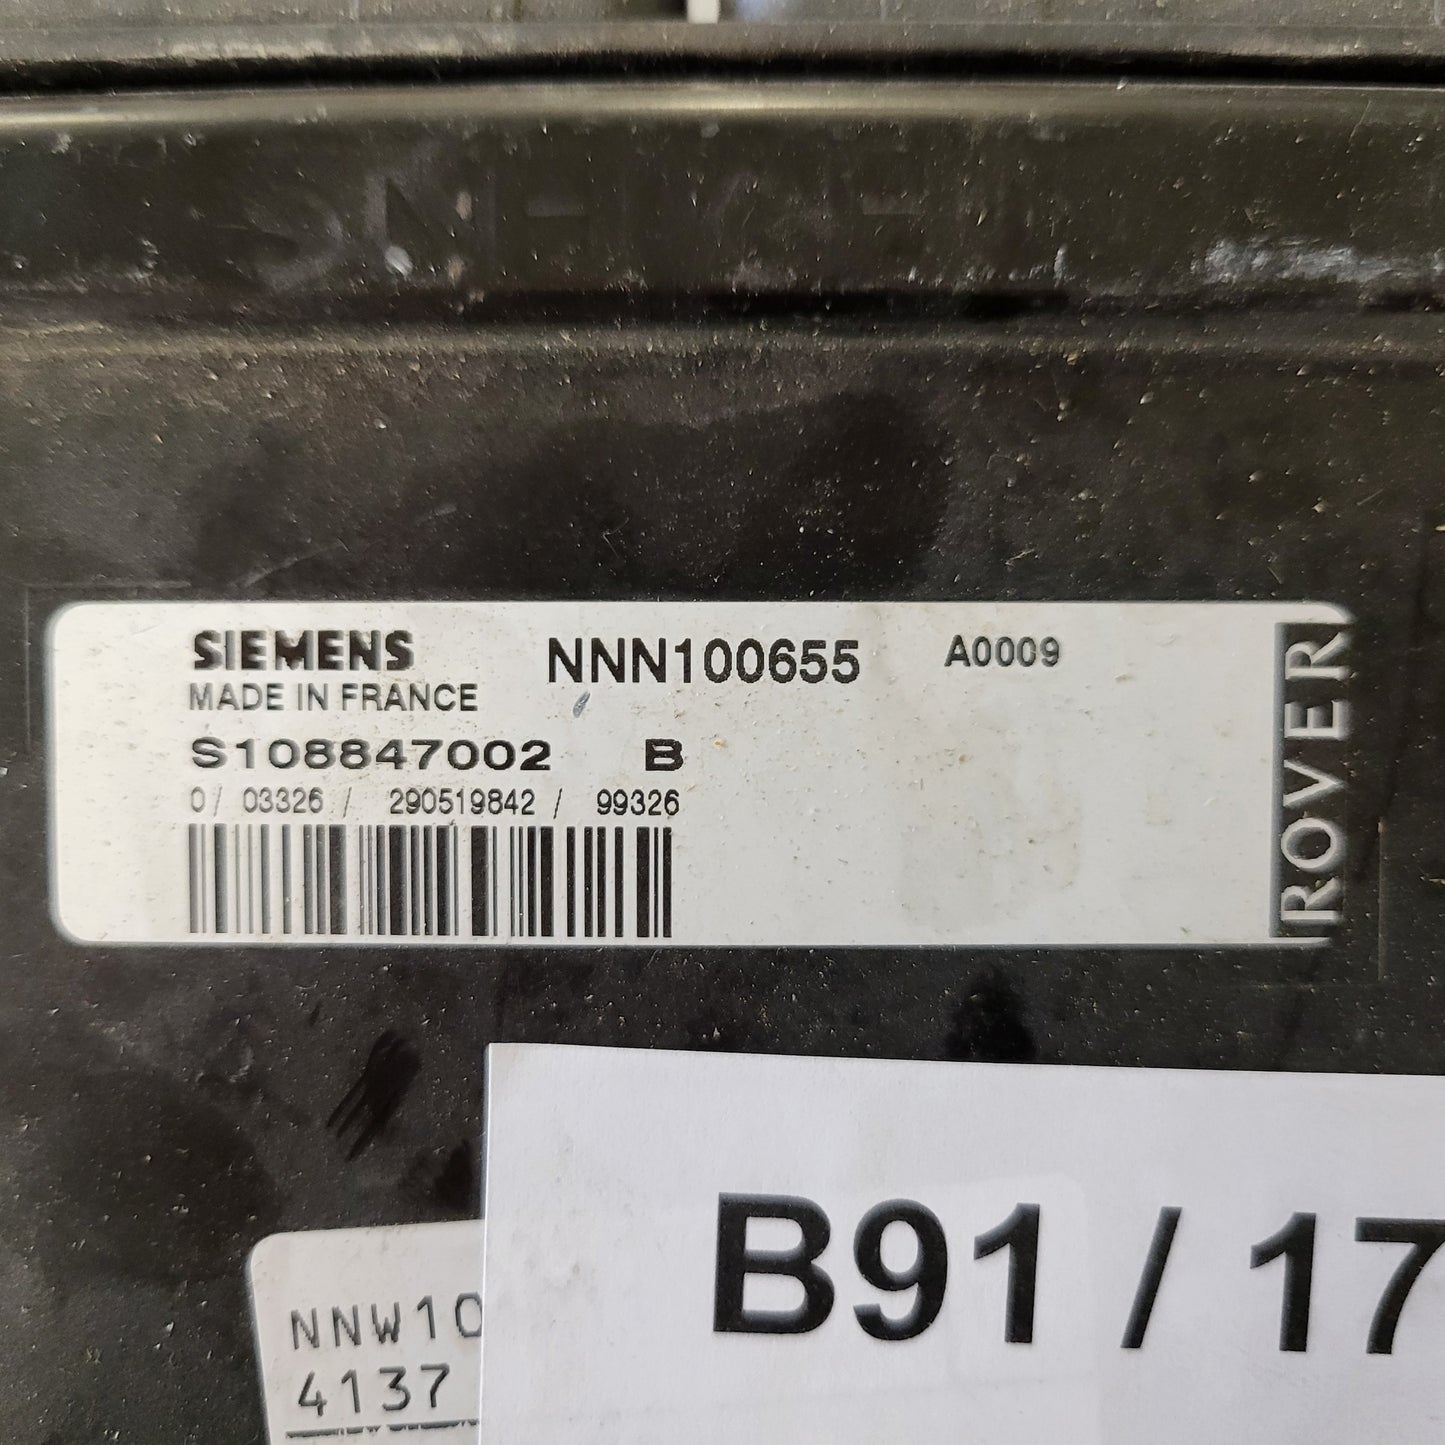 SIEMENS NNN100655 A0009
MADE IN FRANCE
S108847002 B
0/ 03326 / 290519842 / 99326
ROVER
B91 / 17
NNW10
4137